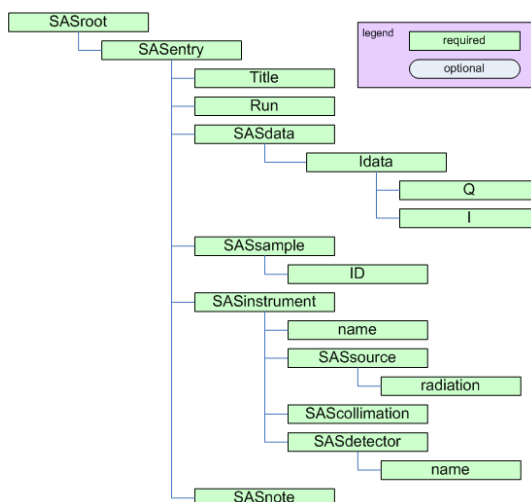 SASroot
SASentry
Title
Run
SASdata
Idata
Q
I
SASsample
ID
SASinstrument
name
SASsource
radiation
SAScollimation
SASdetector
name
SASnote
legend
required
optional